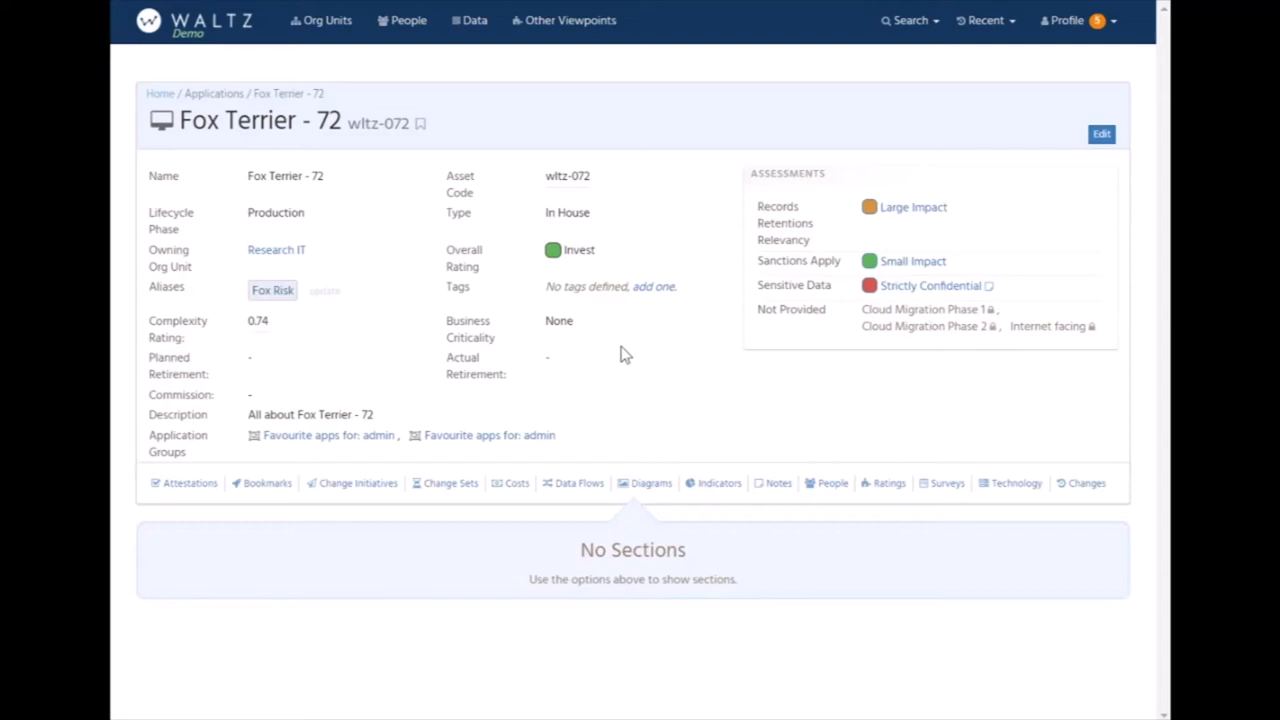 WALTZ
Demo
Org Units People Data Other Viewpoints Search Recent Profile 5
Home / Applications / Fox Terrier - 72
Fox Terrier - 72 wltz-072
Edit
Name Fox Terrier - 72 Asset Code wltz-072
Lifecycle Phase Production Type In House
Owning Org Unit Research IT Overall Rating Invest
Aliases Fox Risk update Tags No tags defined, add one.
Complexity Rating: 0.74 Business Criticality None
Planned Retirement: - Actual Retirement: -
Commission: -
Description All about Fox Terrier - 72
Application Groups Favourite apps for: admin , Favourite apps for: admin
ASSESSMENTS
Records Retentions Relevancy Large Impact
Sanctions Apply Small Impact
Sensitive Data Strictly Confidential
Not Provided Cloud Migration Phase 1 ,
Cloud Migration Phase 2 , Internet facing
Attestations Bookmarks Change Initiatives Change Sets Costs Data Flows Diagrams Indicators Notes People Ratings Surveys Technology Changes
No Sections
Use the options above to show sections.